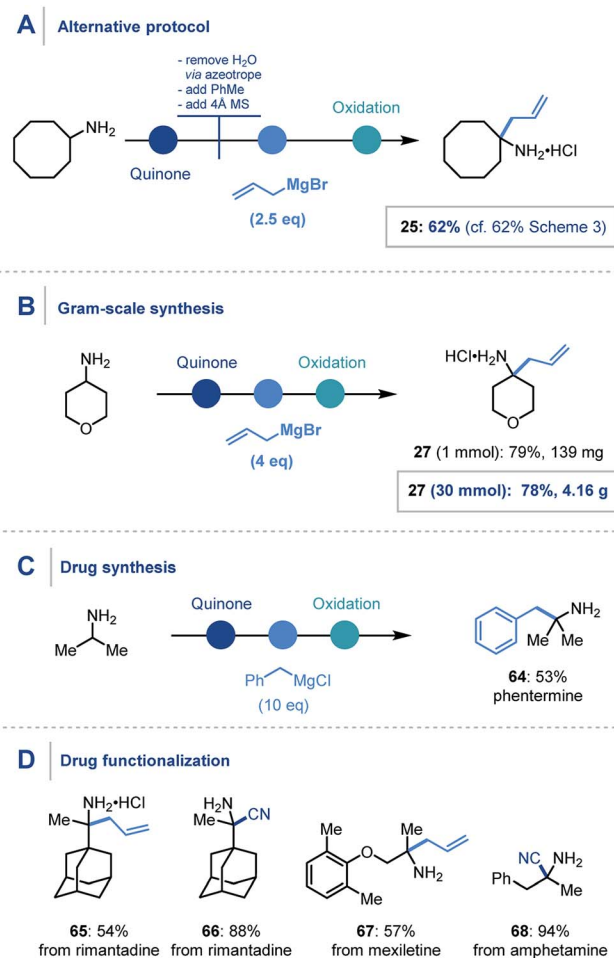 A Alternative protocol
- remove H₂O
via azeotrope
- add PhMe
- add 4Å MS
Oxidation
NH₂
Quinone
MgBr
(2.5 eq)
NH₂•HCl
25: 62% (cf. 62% Scheme 3)
B Gram-scale synthesis
NH₂
O
Quinone Oxidation
MgBr
(4 eq)
HCl•H₂N
O
27 (1 mmol): 79%, 139 mg
27 (30 mmol): 78%, 4.16 g
C Drug synthesis
NH₂
Me Me
Quinone Oxidation
Ph MgCl
(10 eq)
NH₂
Me Me
64: 53%
phentermine
D Drug functionalization
NH₂•HCl
Me
65: 54%
from rimantadine
H₂N
Me CN
66: 88%
from rimantadine
Me
O
Me
Me
NH₂
67: 57%
from mexiletine
NC NH₂
Ph Me
68: 94%
from amphetamine